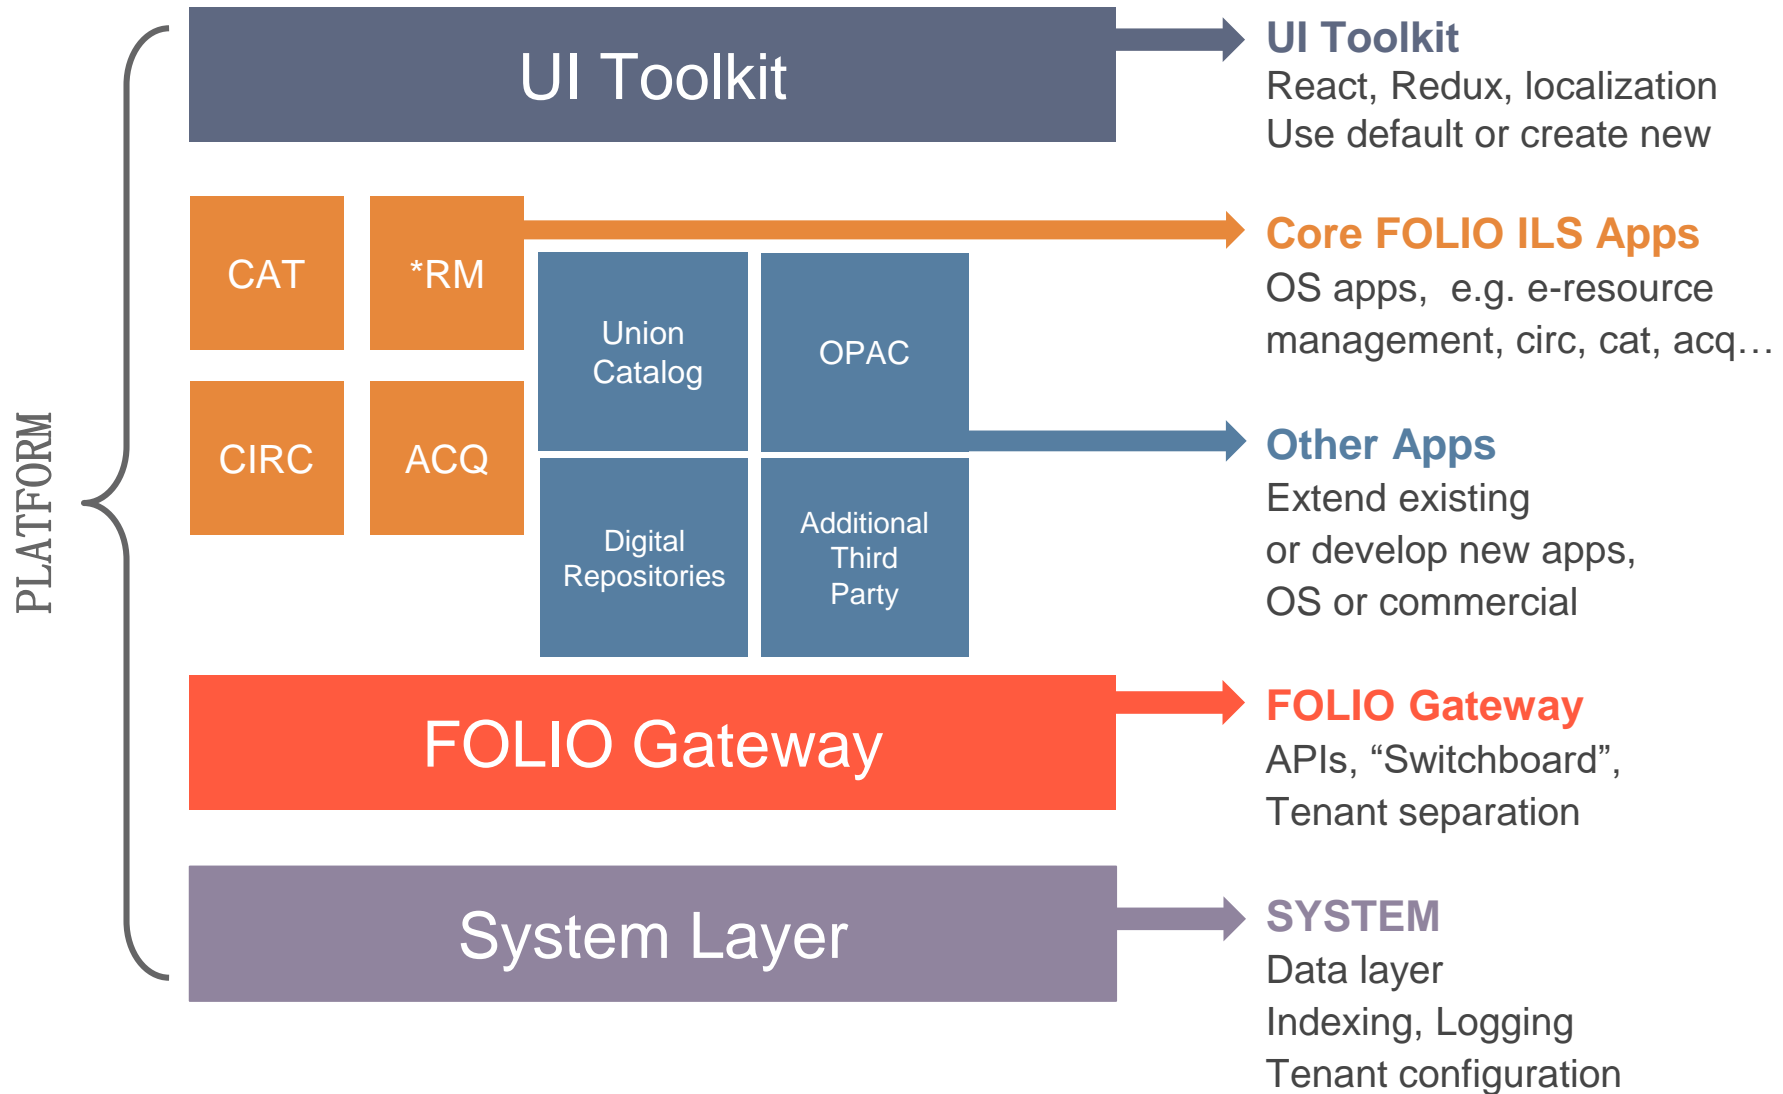 PLATFORM
UI Toolkit
CAT
*RM
CIRC
ACQ
Union
Catalog
OPAC
Digital
Repositories
Additional
Third
Party
FOLIO Gateway
System Layer
UI Toolkit
React, Redux, localization
Use default or create new
Core FOLIO ILS Apps
OS apps,  e.g. e-resource
management, circ, cat, acq…
Other Apps
Extend existing
or develop new apps,
OS or commercial
FOLIO Gateway
APIs, “Switchboard”,
Tenant separation
SYSTEM
Data layer
Indexing, Logging
Tenant configuration